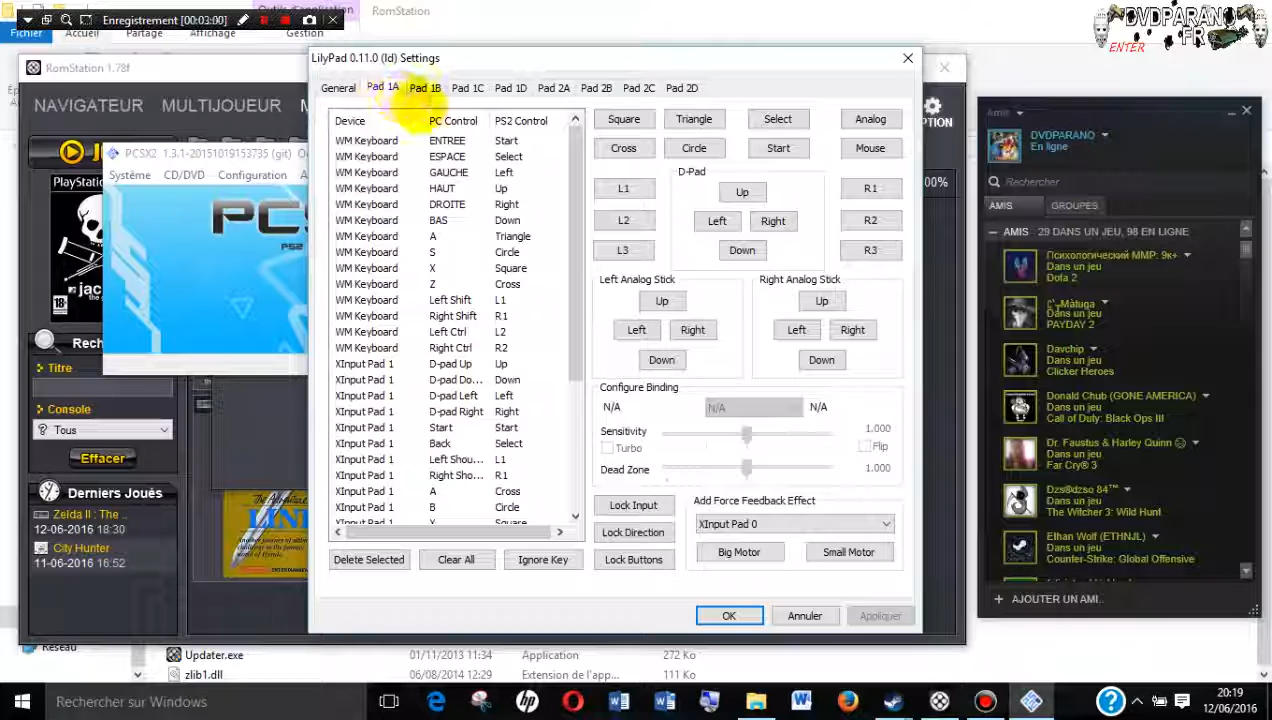 Outils d'application
RomStation
Enregistrement [00:03:00]
Fichier
Accueil
Partage
Affichage
Gestion
DVDPARANO
FR
ENTER
RomStation 1.78f
NAVIGATEUR
MULTIJOUEUR
OPTION
PCSX2 1.3.1-20151019153735 (git)
Système
CD/DVD
Configuration
PlayStation
18+
Rech
Titre
Console
Tous
Effacer
Derniers Joués
Zelda II : The ..
12-06-2016 18:30
City Hunter
11-06-2016 16:52
LilyPad 0.11.0 (ld) Settings
General
Pad 1A
Pad 1B
Pad 1C
Pad 1D
Pad 2A
Pad 2B
Pad 2C
Pad 2D
Device PC Control PS2 Control
WM Keyboard ENTREE Start
WM Keyboard ESPACE Select
WM Keyboard GAUCHE Left
WM Keyboard HAUT Up
WM Keyboard DROITE Right
WM Keyboard BAS Down
WM Keyboard A Triangle
WM Keyboard S Circle
WM Keyboard X Square
WM Keyboard Z Cross
WM Keyboard Left Shift L1
WM Keyboard Right Shift R1
WM Keyboard Left Ctrl L2
WM Keyboard Right Ctrl R2
XInput Pad 1 D-pad Up Up
XInput Pad 1 D-pad Do... Down
XInput Pad 1 D-pad Left Left
XInput Pad 1 D-pad Right Right
XInput Pad 1 Start Start
XInput Pad 1 Back Select
XInput Pad 1 Left Shou... L1
XInput Pad 1 Right Sho... R1
XInput Pad 1 A Cross
XInput Pad 1 B Circle
XInput Pad 1 X Square
Delete Selected
Clear All
Ignore Key
Square
Triangle
Select
Analog
Cross
Circle
Start
Mouse
D-Pad
L1
Up
R1
L2
Left
Right
R2
L3
Down
R3
Left Analog Stick
Up
Left
Right
Down
Right Analog Stick
Up
Left
Right
Down
Configure Binding
N/A
N/A
N/A
Sensitivity
1.000
Turbo
Flip
Dead Zone
1.000
Lock Input
Lock Direction
Lock Buttons
Add Force Feedback Effect
XInput Pad 0
Big Motor
Small Motor
OK
Annuler
Appliquer
00%
Amis
DVDPARANO
En ligne
Rechercher
AMIS
GROUPES
AMIS 29 DANS UN JEU, 98 EN LIGNE
Психологический ММР: 9к+
Dans un jeu
Dota 2
Dans un jeu
PAYDAY 2
Davchip
Dans un jeu
Clicker Heroes
Donald Chub (GONE AMERICA)
Dans un jeu
Call of Duty: Black Ops III
Dr. Faustus & Harley Quinn
Dans un jeu
Far Cry® 3
Dzs®dzso 84™
Dans un jeu
The Witcher 3: Wild Hunt
Ethan Wolf (ETHNJL)
Dans un jeu
Counter-Strike: Global Offensive
+ AJOUTER UN AMI..
Réseau
Updater.exe 01/11/2013 11:34 Application 272 Ko
zlib1.dll 06/08/2014 12:29 Extension de l'app... 111 Ko
Rechercher sur Windows
20:19
12/06/2016